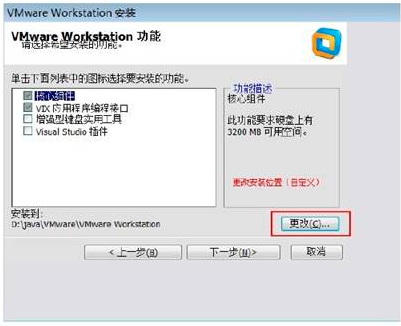 VMware Workstation 安装
VMware Workstation 功能
请选择希望安装的功能。
单击下面列表中的图标选择要安装的功能。
核心组件
VIX 应用程序编程接口
增强型键盘实用工具
Visual Studio 插件
功能描述
核心组件
此功能要求硬盘上有
3200 MB 可用空间。
更改安装位置（自定义）
安装到:
D:\java\VMware\VMware Workstation
更改(C)...
< 上一步(B)
下一步(N)>
取消